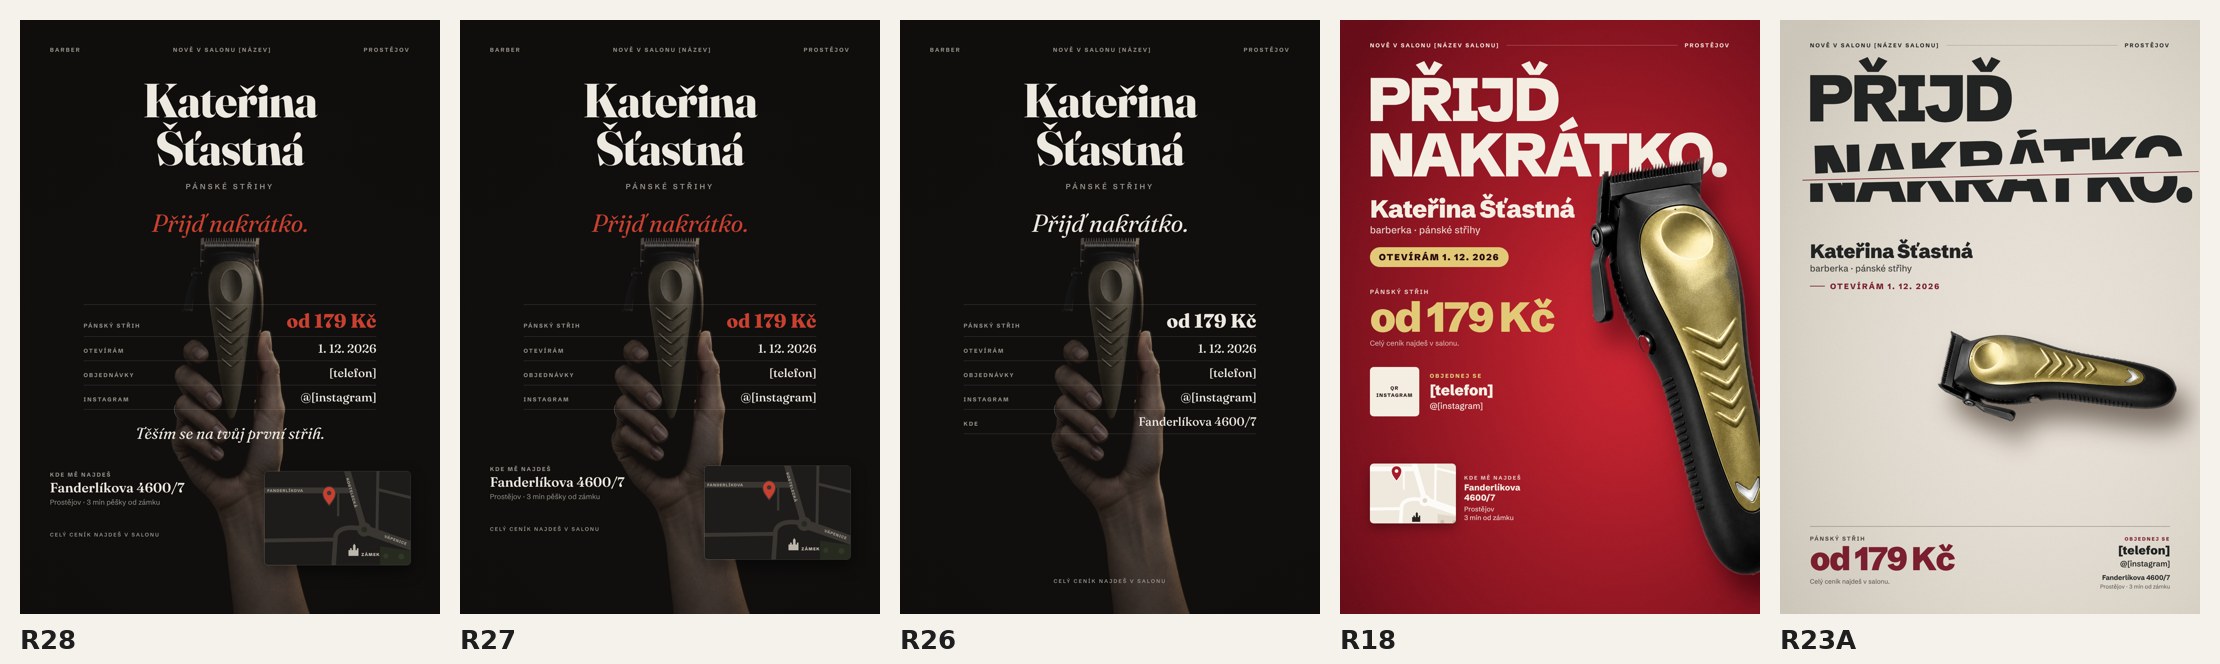 BARBER NOVĚ V SALONU [NÁZEV] PROSTĚJOV
Kateřina
Šťastná
PÁNSKÉ STŘIHY
Přijď nakrátko.
PÁNSKÝ STŘIH od 179 Kč
OTEVÍRÁM 1. 12. 2026
OBJEDNÁVKY [telefon]
INSTAGRAM @[instagram]
Těším se na tvůj první střih.
KDE MĚ NAJDEŠ
Fanderlíkova 4600/7
Prostějov · 3 min pěšky od zámku
CELÝ CENÍK NAJDEŠ V SALONU
FANDERLÍKOVA
ZÁMEK
R28
BARBER NOVĚ V SALONU [NÁZEV] PROSTĚJOV
Kateřina
Šťastná
PÁNSKÉ STŘIHY
Přijď nakrátko.
PÁNSKÝ STŘIH od 179 Kč
OTEVÍRÁM 1. 12. 2026
OBJEDNÁVKY [telefon]
INSTAGRAM @[instagram]
KDE MĚ NAJDEŠ
Fanderlíkova 4600/7
Prostějov · 3 min pěšky od zámku
CELÝ CENÍK NAJDEŠ V SALONU
FANDERLÍKOVA
ZÁMEK
R27
BARBER NOVĚ V SALONU [NÁZEV] PROSTĚJOV
Kateřina
Šťastná
PÁNSKÉ STŘIHY
Přijď nakrátko.
PÁNSKÝ STŘIH od 179 Kč
OTEVÍRÁM 1. 12. 2026
OBJEDNÁVKY [telefon]
INSTAGRAM @[instagram]
KDE Fanderlíkova 4600/7
CELÝ CENÍK NAJDEŠ V SALONU
R26
NOVĚ V SALONU [NÁZEV SALONU] PROSTĚJOV
PŘIJĎ
NAKRÁTKO.
Kateřina Šťastná
barberka · pánské střihy
OTEVÍRÁM 1. 12. 2026
PÁNSKÝ STŘIH
od 179 Kč
Celý ceník najdeš v salonu.
QR
INSTAGRAM
OBJEDNEJ SE
[telefon]
@[instagram]
KDE MĚ NAJDEŠ
Fanderlíkova
4600/7
Prostějov
3 min od zámku
R18
NOVĚ V SALONU [NÁZEV SALONU] PROSTĚJOV
PŘIJĎ
NAKRÁTKO.
Kateřina Šťastná
barberka · pánské střihy
OTEVÍRÁM 1. 12. 2026
PÁNSKÝ STŘIH
od 179 Kč
Celý ceník najdeš v salonu.
OBJEDNEJ SE
[telefon]
@[instagram]
Fanderlíkova 4600/7
Prostějov · 3 min od zámku
R23A